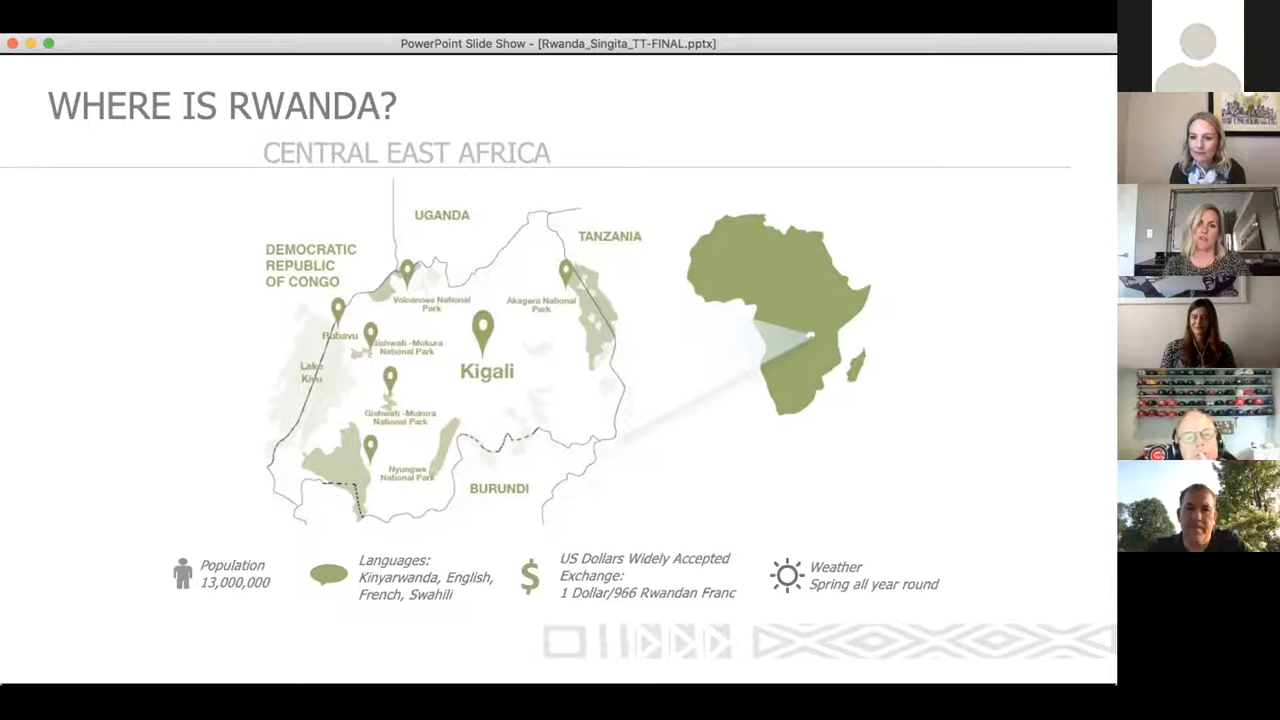 PowerPoint Slide Show - [Rwanda_Singita_TT-FINAL.pptx]
WHERE IS RWANDA?
CENTRAL EAST AFRICA
UGANDA
TANZANIA
DEMOCRATIC
REPUBLIC
OF CONGO
Volcanoes National
Park
Akagera National
Park
Rubavu
Gishwati -Mukura
National Park
Kigali
Lake
Kivu
Gishwati -Mukura
National Park
Nyungwe
National Park
BURUNDI
Population
13,000,000
Languages:
Kinyarwanda, English,
French, Swahili
$
US Dollars Widely Accepted
Exchange:
1 Dollar/966 Rwandan Franc
Weather
Spring all year round